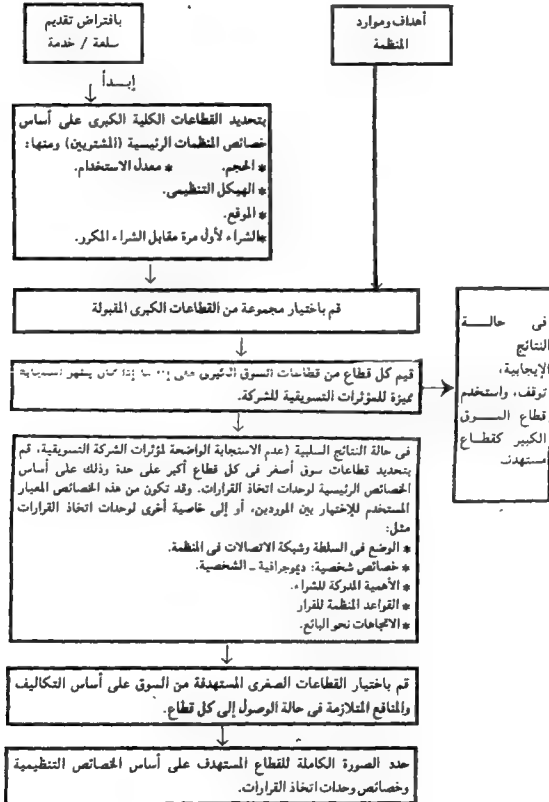 بافتراض تقديم
سلعة / خدمة
أهداف وموارد
المنظمة
إبدأ
بتحديد القطاعات الكلية الكبرى على أساس
خصائص المنظمات الرئيسية (المشتريين) ومنها:
* الحجم. * معدل الاستخدام.
* الهيكل التنظيمى.
* الموقع.
* الشراء لأول مرة مقابل الشراء المكرر.
قم باختيار مجموعة من القطاعات الكبرى المقبولة
قيم كل قطاع من قطاعات السوق الكبرى
مميزة للمؤثرات التسويقية للشركة.
فى حالة
النتائج
الإيجابية،
توقف، واستخدم
قطاع السوق
الكبير كقطاع
مستهدف
فى حالة النتائج السلبية (عدم الاستجابة الواضحة لمؤثرات الشركة التسويقية، قم
بتحديد قطاعات سوق أصغر فى كل قطاع أكبر على حدة وذلك على أساس
الخصائص الرئيسية لوحدات اتخاذ القرارات. وقد تكون من هذه الخصائص المعيار
المستخدم للإختيار بين الموردين، أو إلى خاصية أخرى لوحدات اتخاذ القرارات
مثل:
* الوضع فى السلطة وشبكة الاتصالات فى المنظمة.
* خصائص شخصية: ديموجرافية ـ الشخصية.
* الأهمية المدركة للشراء.
* القواعد المنظمة للقرار
* الاتجاهات نحو البائع.
قم باختيار القطاعات الصغرى المستهدفة من السوق على أساس التكاليف
والمنافع المتلازمة فى حالة الوصول إلى كل قطاع.
حدد الصورة الكاملة للقطاع المستهدف على أساس الخصائص التنظيمية
وخصائص وحدات اتخاذ القرارات.